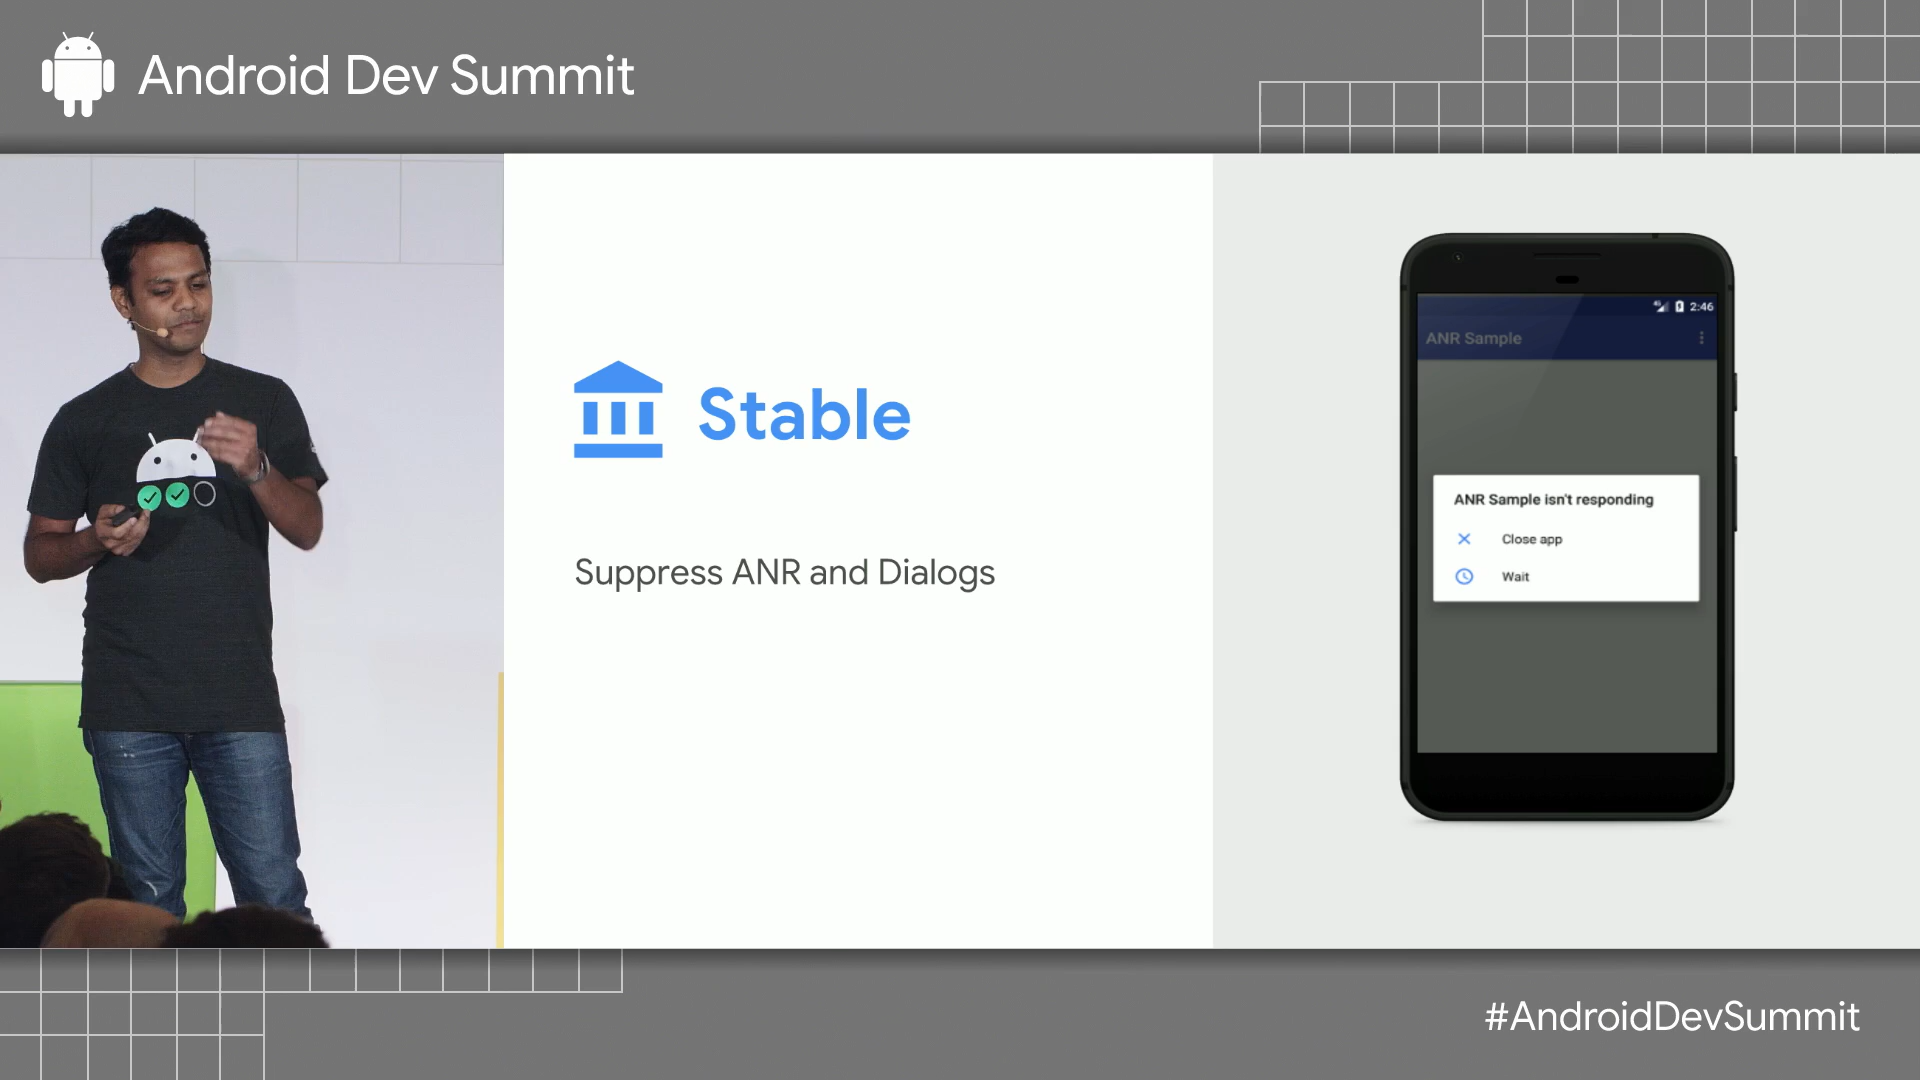 Android Dev Summit
Stable
Suppress ANR and Dialogs
2:46
ANR Sample
ANR Sample isn't responding
Close app
Wait
#AndroidDevSummit